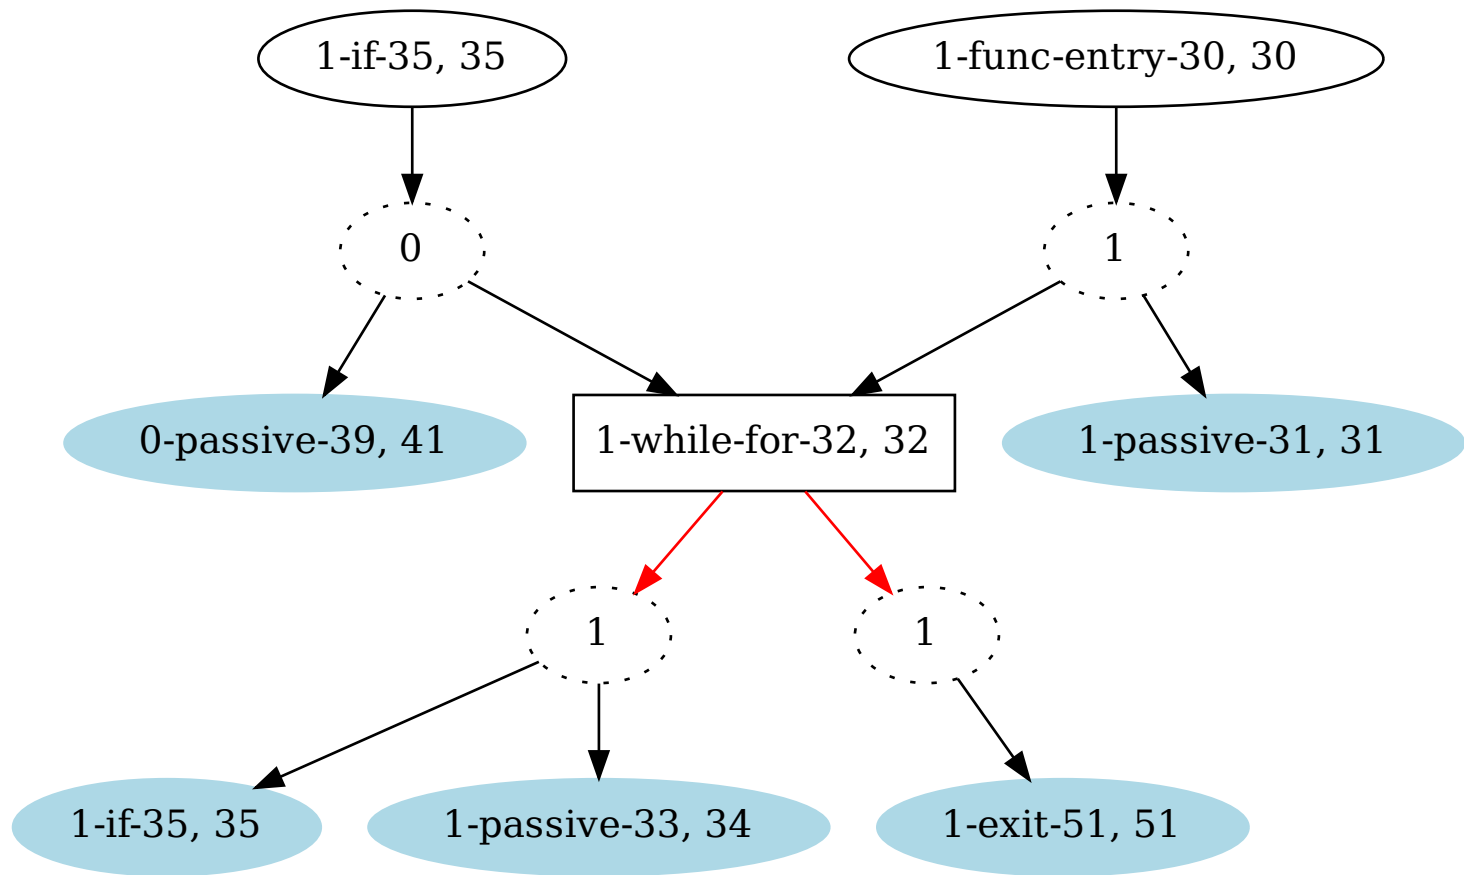 1-if-35, 35
1-func-entry-30, 30
0
1
0-passive-39, 41
1-while-for-32, 32
1-passive-31, 31
1
1
1-if-35, 35
1-passive-33, 34
1-exit-51, 51